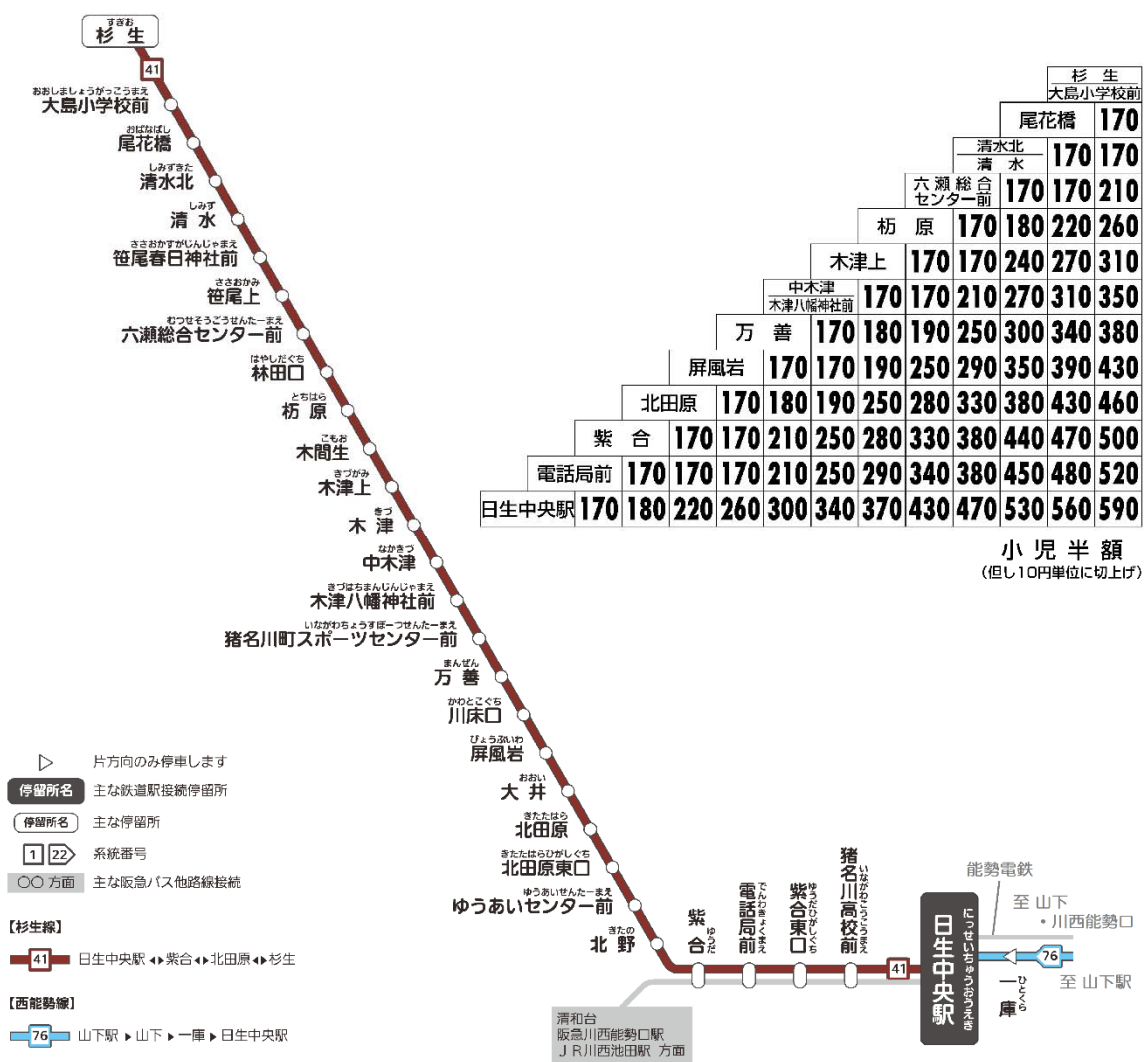 すぎお
杉生
41
おおしましょうがっこうまえ
大島小学校前
おばなばし
尾花橋
しみずきた
清水北
しみず
清水
ささおかすがじんじゃまえ
笹尾春日神社前
ささおかみ
笹尾上
むつせそうごうせんたーまえ
六瀬総合センター前
はやしだぐち
林田口
とちはら
杤原
こもお
木間生
きづがみ
木津上
きづ
木津
なかきづ
中木津
きづはちまんじんじゃまえ
木津八幡神社前
いながわちょうすぽーつせんたーまえ
猪名川町スポーツセンター前
まんぜん
万善
かわとこぐち
川床口
びょうぶいわ
屏風岩
おおい
大井
きたたはら
北田原
きたたはらひがしぐち
北田原東口
ゆうあいせんたーまえ
ゆうあいセンター前
きたの
北野
紫合
ゆうだ
電話局前
でんわきょくまえ
紫合東口
ゆうだひがしぐち
猪名川高校前
いながわこうこうまえ
41
日生中央駅
にっせいちゅうおうえき
能勢電鉄
至 山下
・川西能勢口
76
一庫
ひとくら
至 山下駅
清和台
阪急川西能勢口駅
JR川西池田駅 方面
杉生
大島小学校前
尾花橋 170
清水北
清水 170 170
六瀬総合
センター前 170 170 210
杤原 170 180 220 260
木津上 170 170 240 270 310
中木津
木津八幡神社前 170 170 210 270 310 350
万善 170 180 190 250 300 340 380
屏風岩 170 170 190 250 290 350 390 430
北田原 170 180 190 250 280 330 380 430 460
紫合 170 170 210 250 280 330 380 440 470 500
電話局前 170 170 170 210 250 290 340 380 450 480 520
日生中央駅 170 180 220 260 300 340 370 430 470 530 560 590
小児半額
(但し10円単位に切上げ)
片方向のみ停車します
停留所名 主な鉄道駅接続停留所
停留所名 主な停留所
1 22 系統番号
○○ 方面 主な阪急バス他路線接続
【杉生線】
41 日生中央駅◂▸紫合◂▸北田原◂▸杉生
【西能勢線】
76 山下駅▸山下▸一庫▸日生中央駅